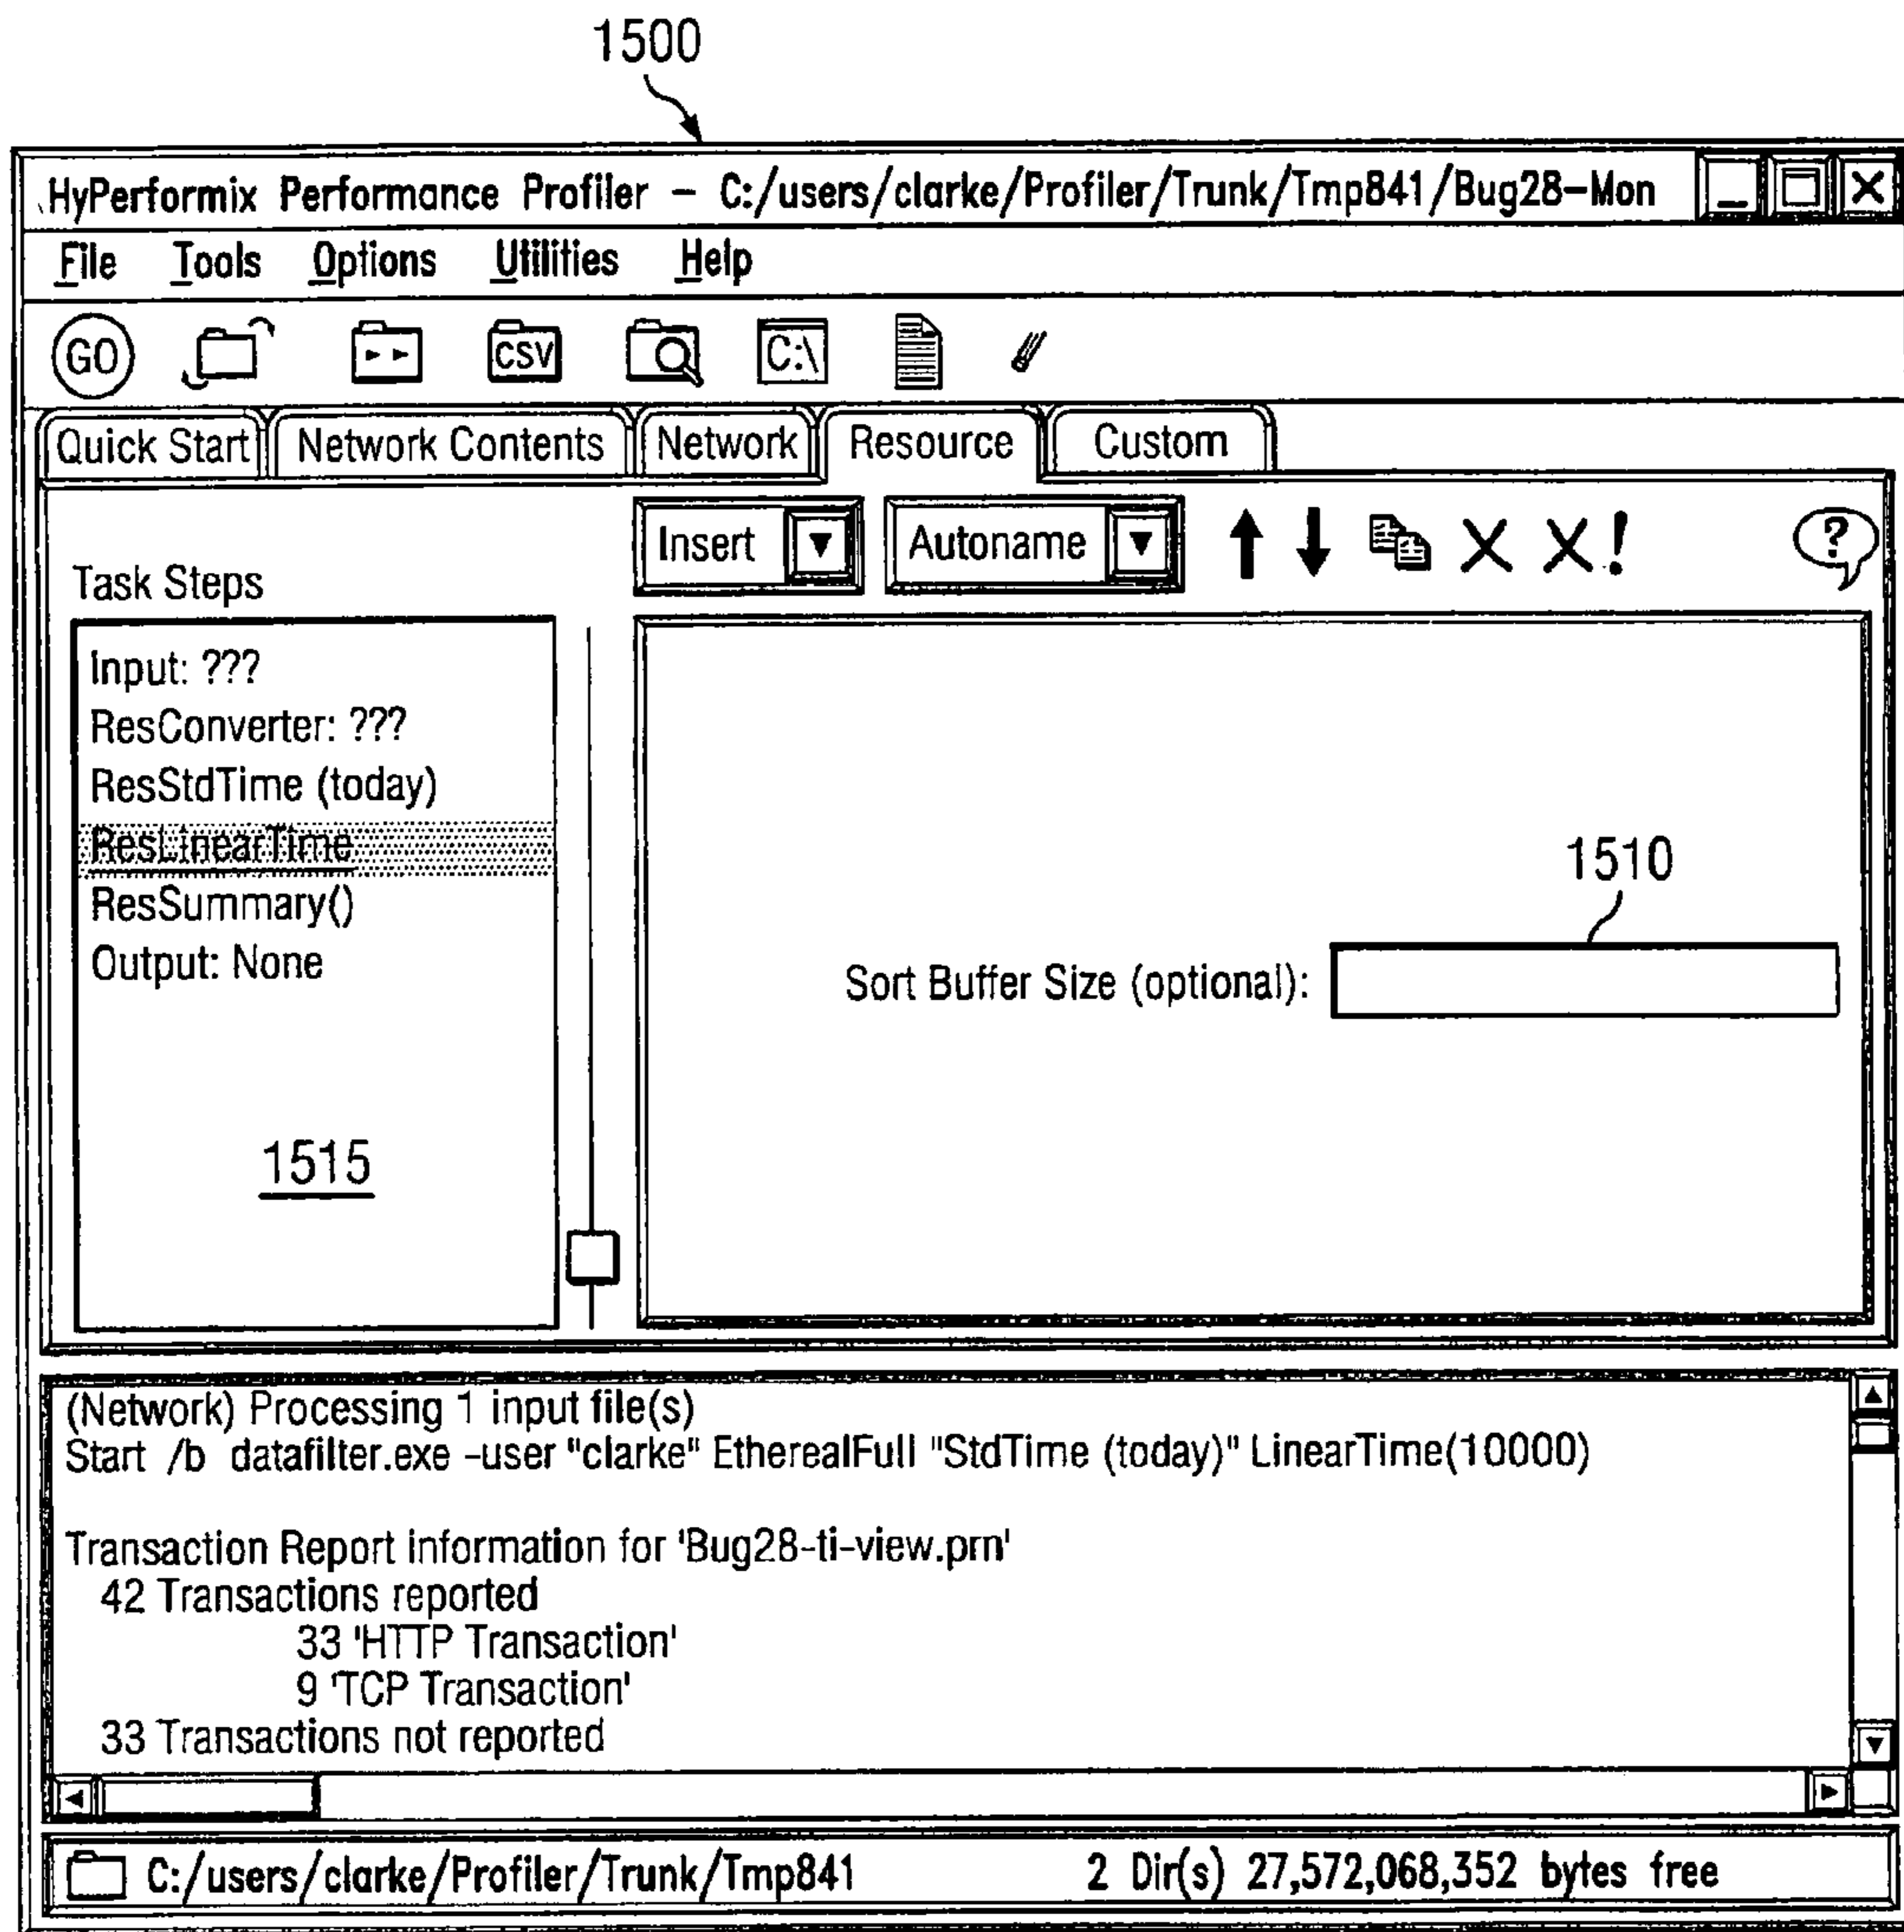 1500
HyPerformix Performance Profiler – C:/users/clarke/Profiler/Trunk/Tmp841/Bug28-Mon
File Tools Options Utilities Help
GO CSV C:\
Quick Start Network Contents Network Resource Custom
Insert Autoname X X! ?
Task Steps
Input: ???
ResConverter: ???
ResStdTime (today)
ResLinearTime
ResSummary()
Output: None
1515
1510
Sort Buffer Size (optional):
(Network) Processing 1 input file(s)
Start /b datafilter.exe -user "clarke" EtherealFull "StdTime (today)" LinearTime(10000)
Transaction Report Information for 'Bug28-ti-view.prn'
42 Transactions reported
33 'HTTP Transaction'
9 'TCP Transaction'
33 Transactions not reported
C:/users/clarke/Profiler/Trunk/Tmp841 2 Dir(s) 27,572,068,352 bytes free